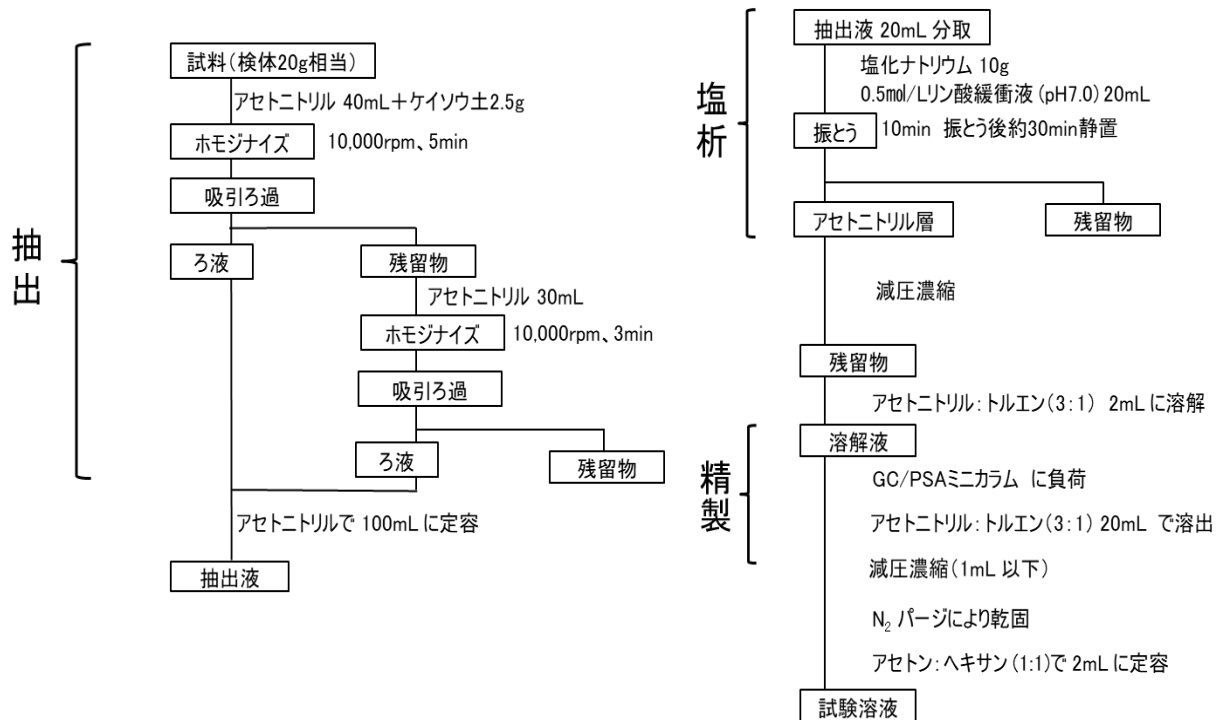 抽出
試料(検体20g相当)
アセトニトリル 40mL+ケイソウ土2.5g
ホモジナイズ
10,000rpm、5min
吸引ろ過
ろ液
残留物
アセトニトリル 30mL
ホモジナイズ
10,000rpm、3min
吸引ろ過
ろ液
残留物
アセトニトリルで 100mL に定容
抽出液
塩析
抽出液 20mL 分取
塩化ナトリウム 10g
0.5mol/Lリン酸緩衝液(pH7.0) 20mL
振とう
10min 振とう後約30min静置
アセトニトリル層
残留物
減圧濃縮
残留物
アセトニトリル:トルエン(3:1) 2mL に溶解
精製
溶解液
GC/PSAミニカラム に負荷
アセトニトリル:トルエン(3:1) 20mL で溶出
減圧濃縮(1mL 以下)
N₂ パージにより乾固
アセトン:ヘキサン(1:1)で 2mL に定容
試験溶液